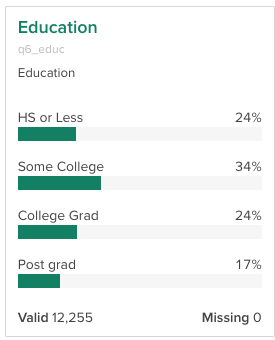 Education
q6_educ
Education
HS or Less 24%
Some College 34%
College Grad 24%
Post grad 17%
Valid 12,255 Missing 0